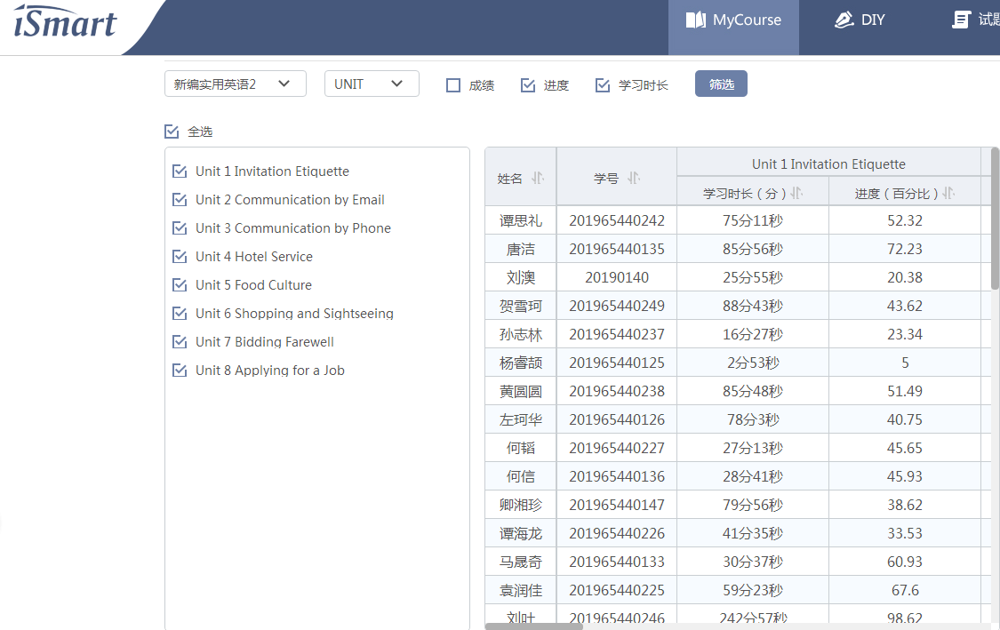 iSmart
MyCourse
DIY
试题
新编实用英语2
UNIT
成绩
进度
学习时长
筛选
全选
Unit 1 Invitation Etiquette
Unit 2 Communication by Email
Unit 3 Communication by Phone
Unit 4 Hotel Service
Unit 5 Food Culture
Unit 6 Shopping and Sightseeing
Unit 7 Bidding Farewell
Unit 8 Applying for a Job
姓名 学号 Unit 1 Invitation Etiquette
学习时长（分） 进度（百分比）
谭思礼 201965440242 75分11秒 52.32
唐洁 201965440135 85分56秒 72.23
刘澳 20190140 25分55秒 20.38
贺雪珂 201965440249 88分43秒 43.62
孙志林 201965440237 16分27秒 23.34
杨睿颉 201965440125 2分53秒 5
黄圆圆 201965440238 85分48秒 51.49
左珂华 201965440126 78分3秒 40.75
何韬 201965440227 27分13秒 45.65
何信 201965440136 28分41秒 45.93
卿湘珍 201965440147 79分56秒 38.62
谭海龙 201965440226 41分35秒 33.53
马晟奇 201965440133 30分37秒 60.93
袁润佳 201965440225 59分23秒 67.6
刘叶 201965440246 242分57秒 98.62